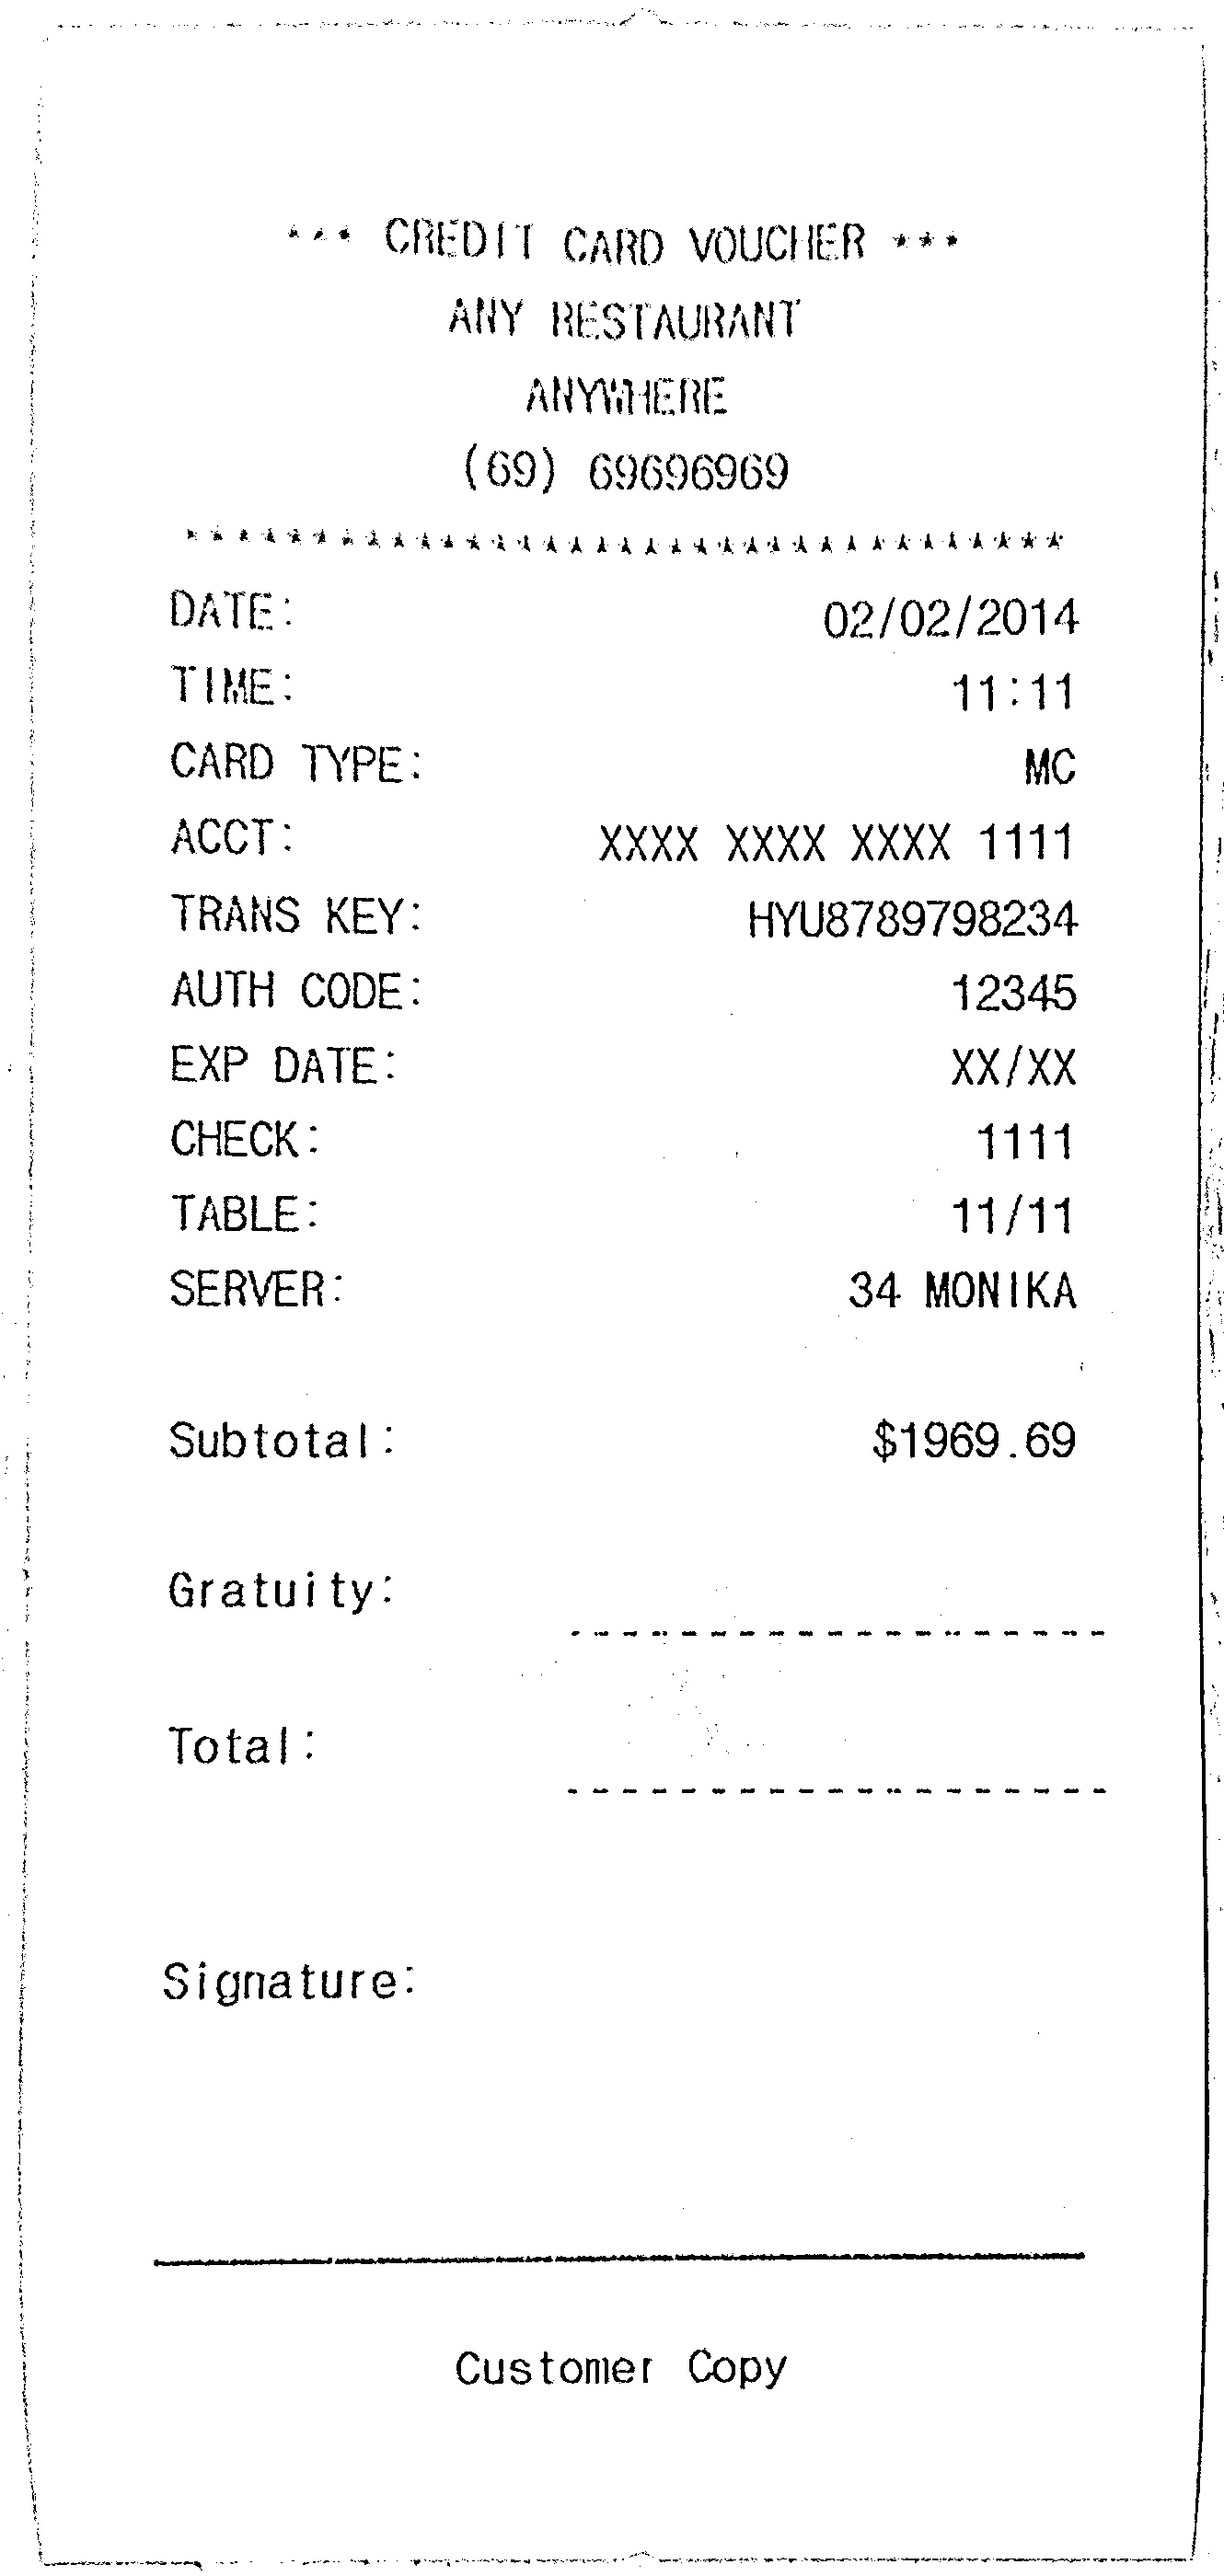 *** CREDIT CARD VOUCHER ***
ANY RESTAURANT
ANYWHERE
(69) 69696969
***********************************
DATE: 02/02/2014
TIME: 11:11
CARD TYPE: MC
ACCT: XXXX XXXX XXXX 1111
TRANS KEY: HYU8789798234
AUTH CODE: 12345
EXP DATE: XX/XX
CHECK: 1111
TABLE: 11/11
SERVER: 34 MONIKA
Subtotal: $1969.69
Gratuity:
Total:
Signature:
Customer Copy